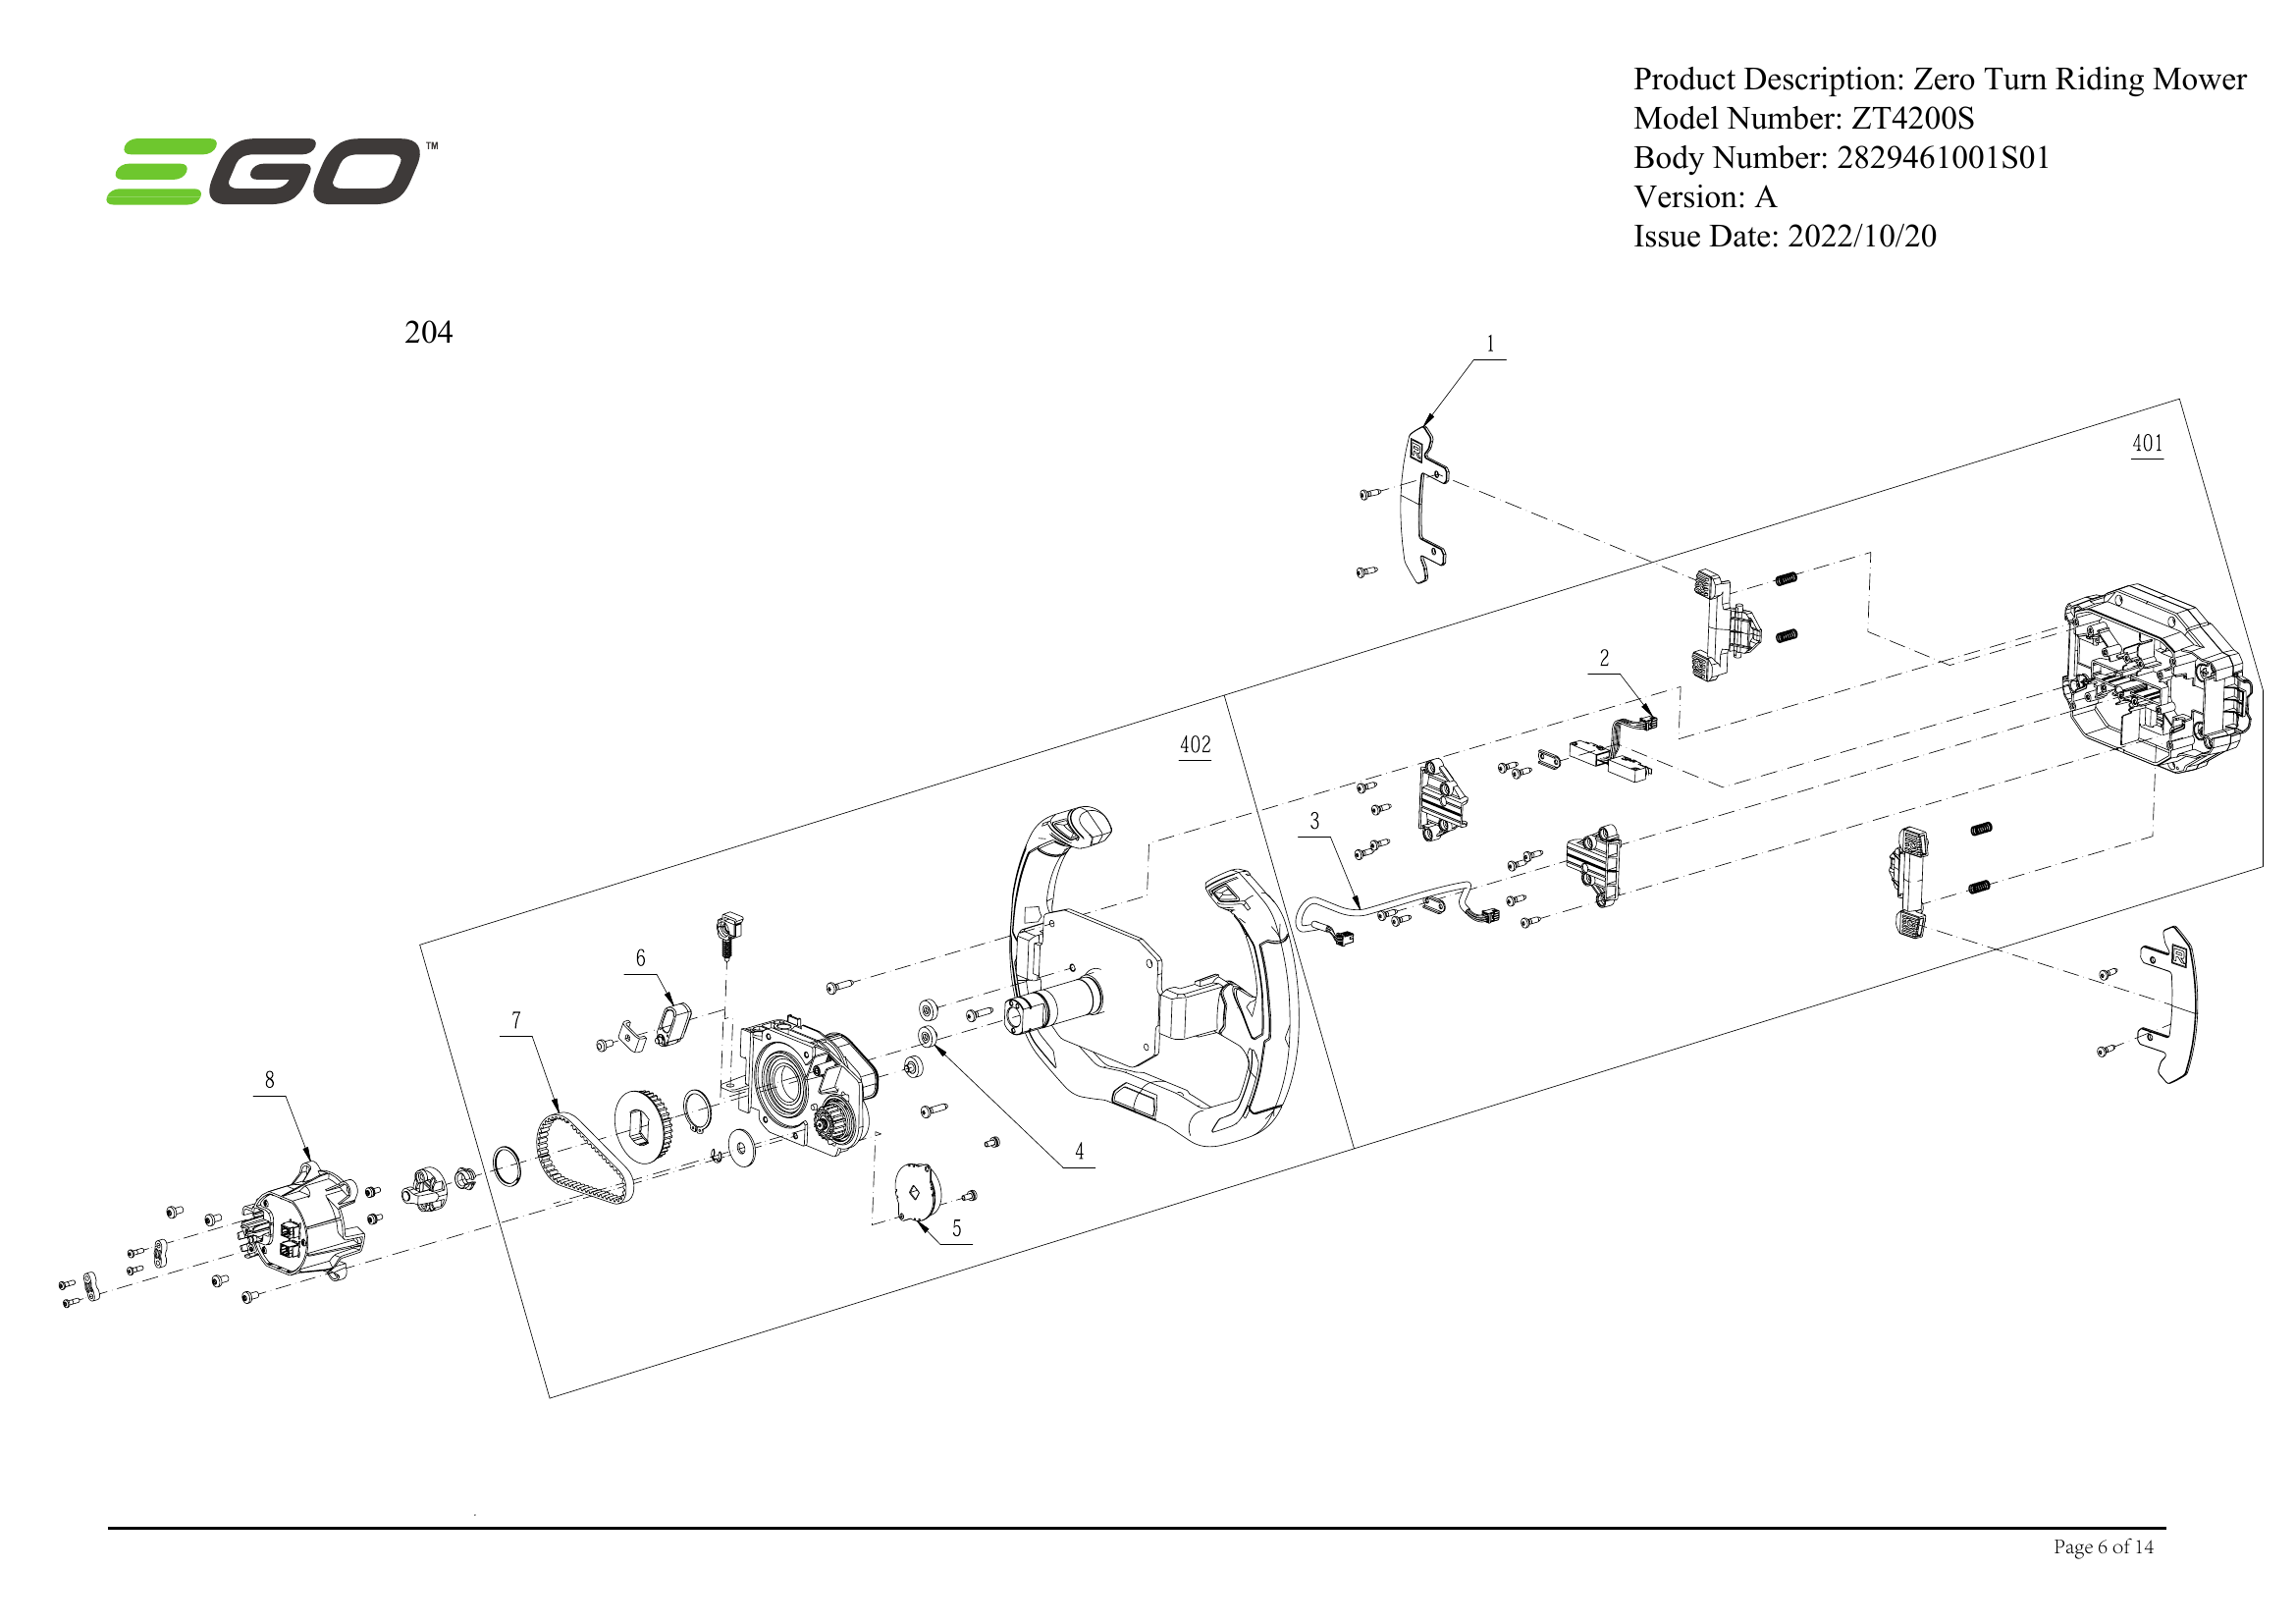 EGO™
Product Description: Zero Turn Riding Mower
Model Number: ZT4200S
Body Number: 2829461001S01
Version: A
Issue Date: 2022/10/20
204
1
401
R
2
402
3
6
R
7
8
4
5
Page 6 of 14